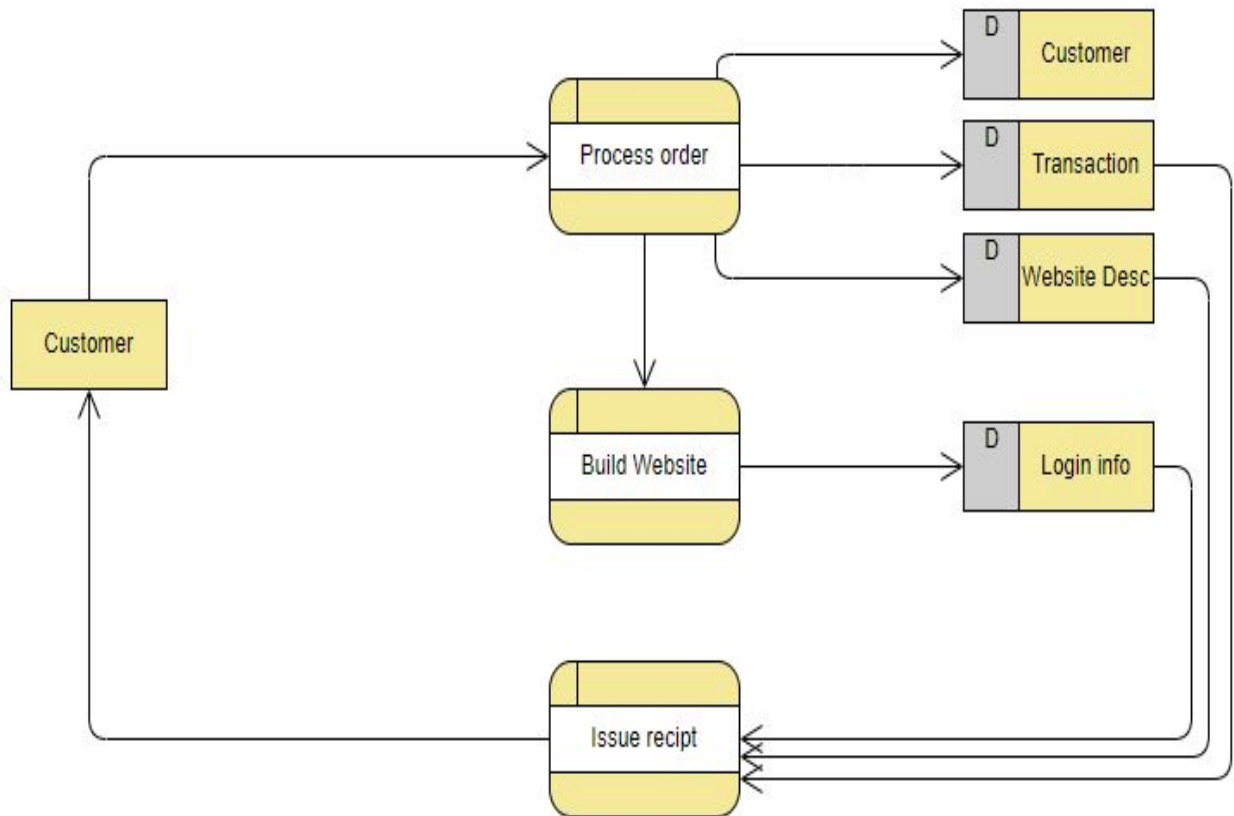 D
Customer
Process order
D
Transaction
D
Website Desc
Customer
Build Website
D
Login info
Issue recipt